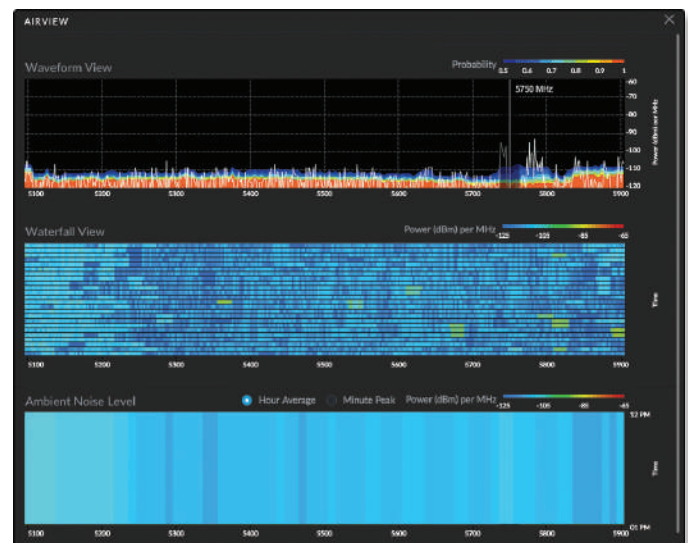 AIRVIEW
Waveform View
Probability 0.5 0.6 0.7 0.8 0.9 1
5750 MHz
-60
-70
-80
-90
-100
-110
-120
Power (dBm) per MHz
5100 5200 5300 5400 5500 5600 5700 5800 5900
Waterfall View
Power (dBm) per MHz -125 -105 -85 -65
Time
5100 5200 5300 5400 5500 5600 5700 5800 5900
Ambient Noise Level
Hour Average Minute Peak Power (dBm) per MHz -125 -105 -85 -65
12 PM
Time
01 PM
5100 5200 5300 5400 5500 5600 5700 5800 5900